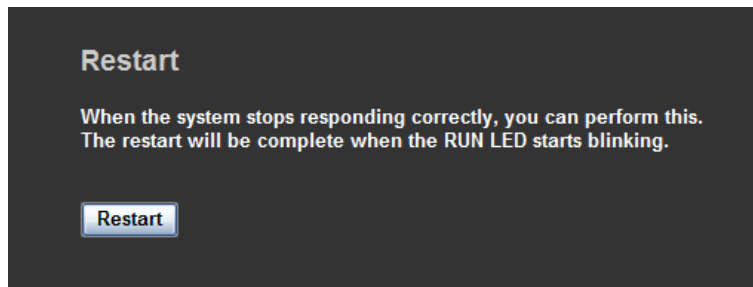 Restart
When the system stops responding correctly, you can perform this.
The restart will be complete when the RUN LED starts blinking.
Restart